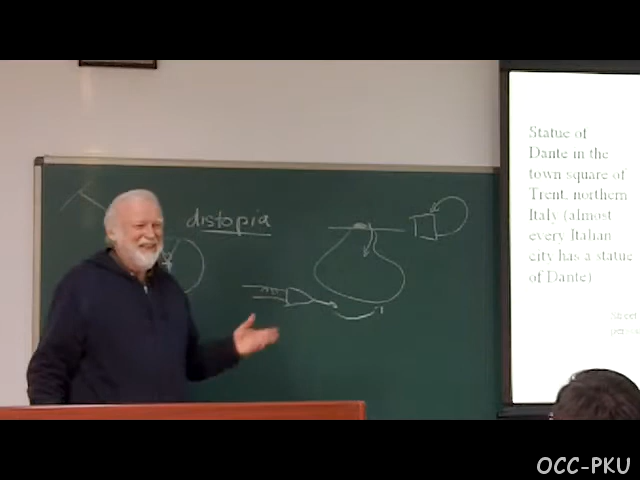 distopia
Statue of
Dante in the
town square of
Trent, northern
Italy (almost
every Italian
city has a statue
of Dante)
Street
OCC-PKU